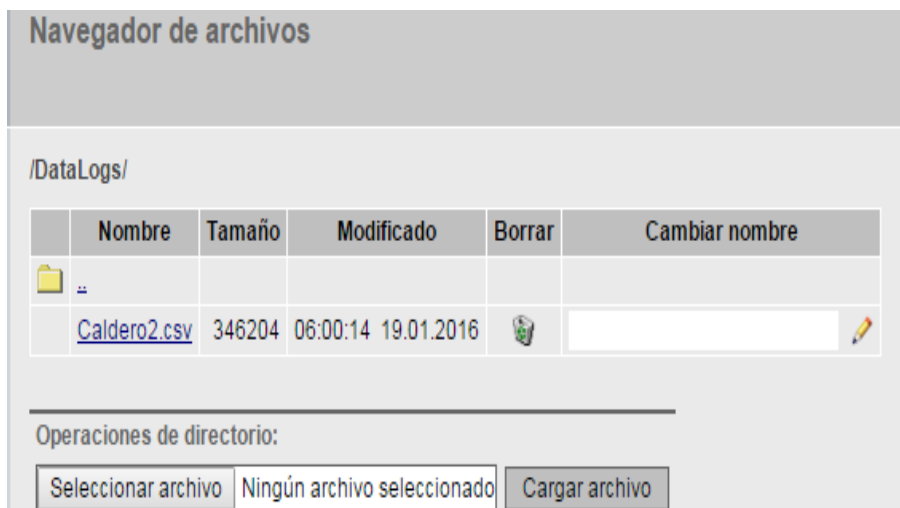 Navegador de archivos
/DataLogs/
Nombre Tamaño Modificado Borrar Cambiar nombre
..
Caldero2.csv 346204 06:00:14 19.01.2016
Operaciones de directorio:
Seleccionar archivo Ningún archivo seleccionado Cargar archivo